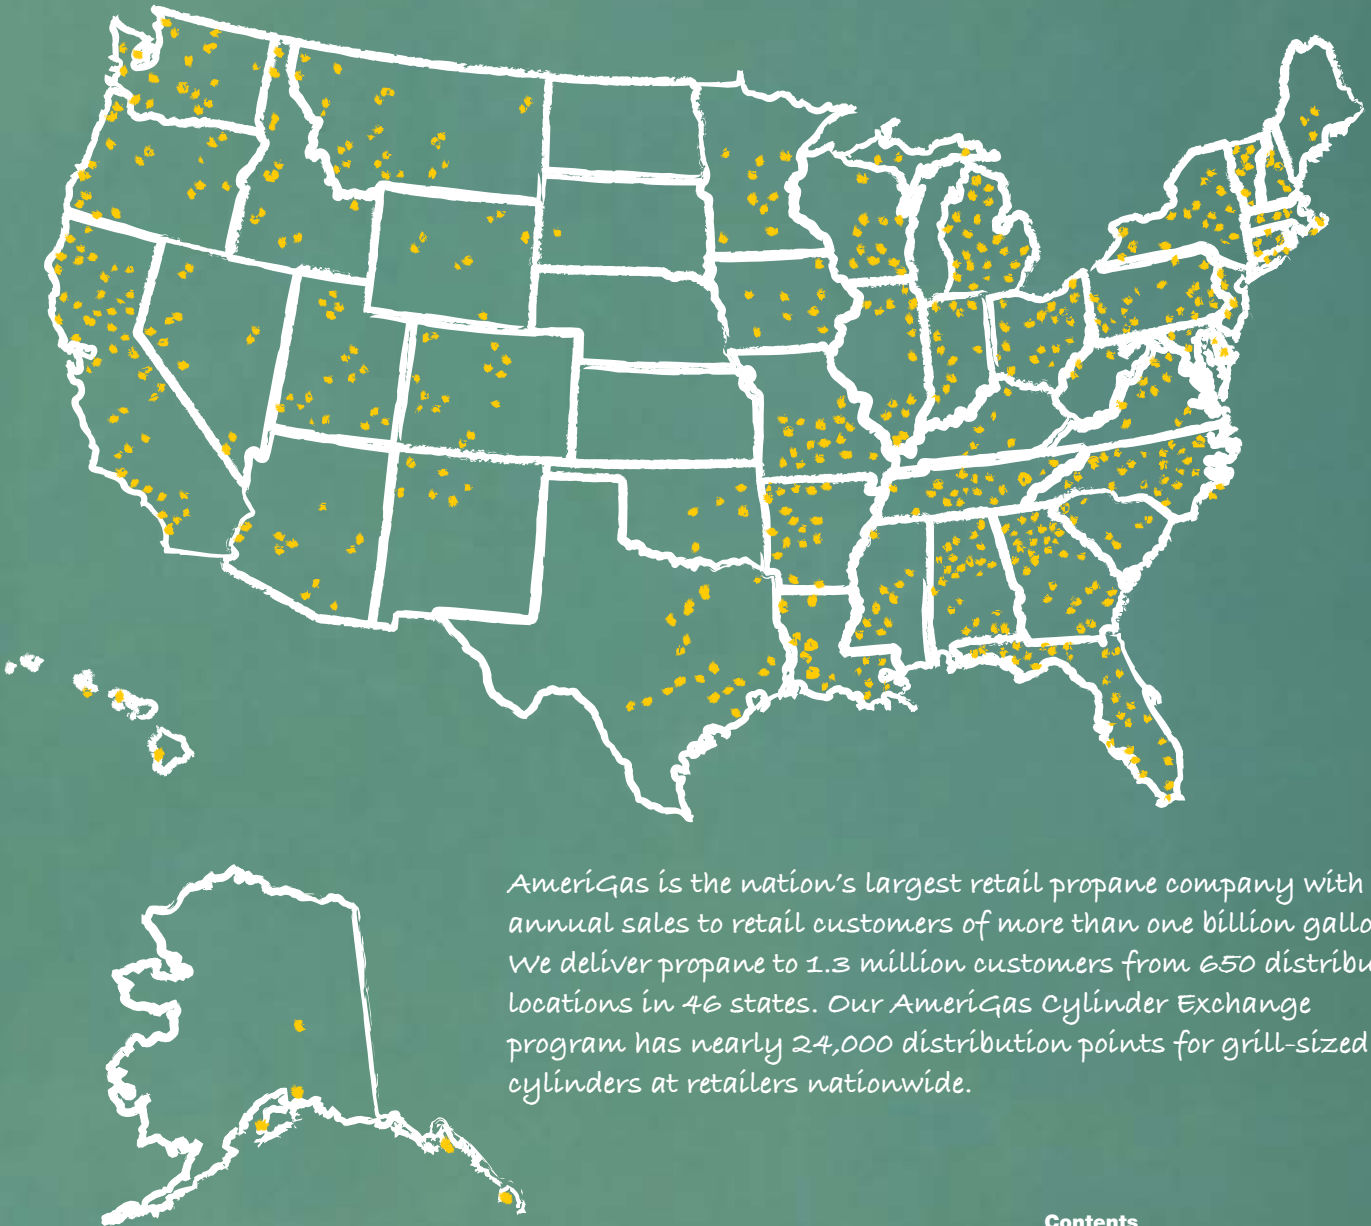 AmeriGas is the nation's largest retail propane company with
annual sales to retail customers of more than one billion gallo
We deliver propane to 1.3 million customers from 650 distribu
locations in 46 states. Our AmeriGas Cylinder Exchange
program has nearly 24,000 distribution points for grill-sized
cylinders at retailers nationwide.
Contents